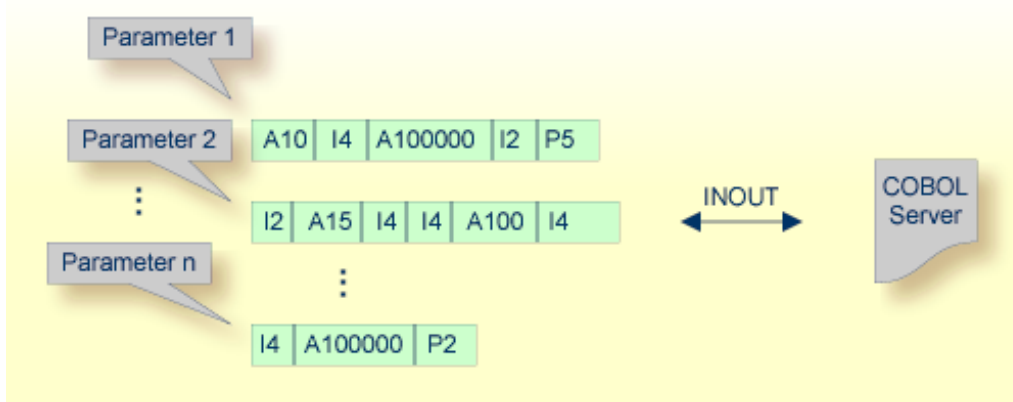 Parameter 1
Parameter 2
A10 I4 A100000 I2 P5
INOUT
COBOL
Server
I2 A15 I4 I4 A100 I4
Parameter n
I4 A100000 P2